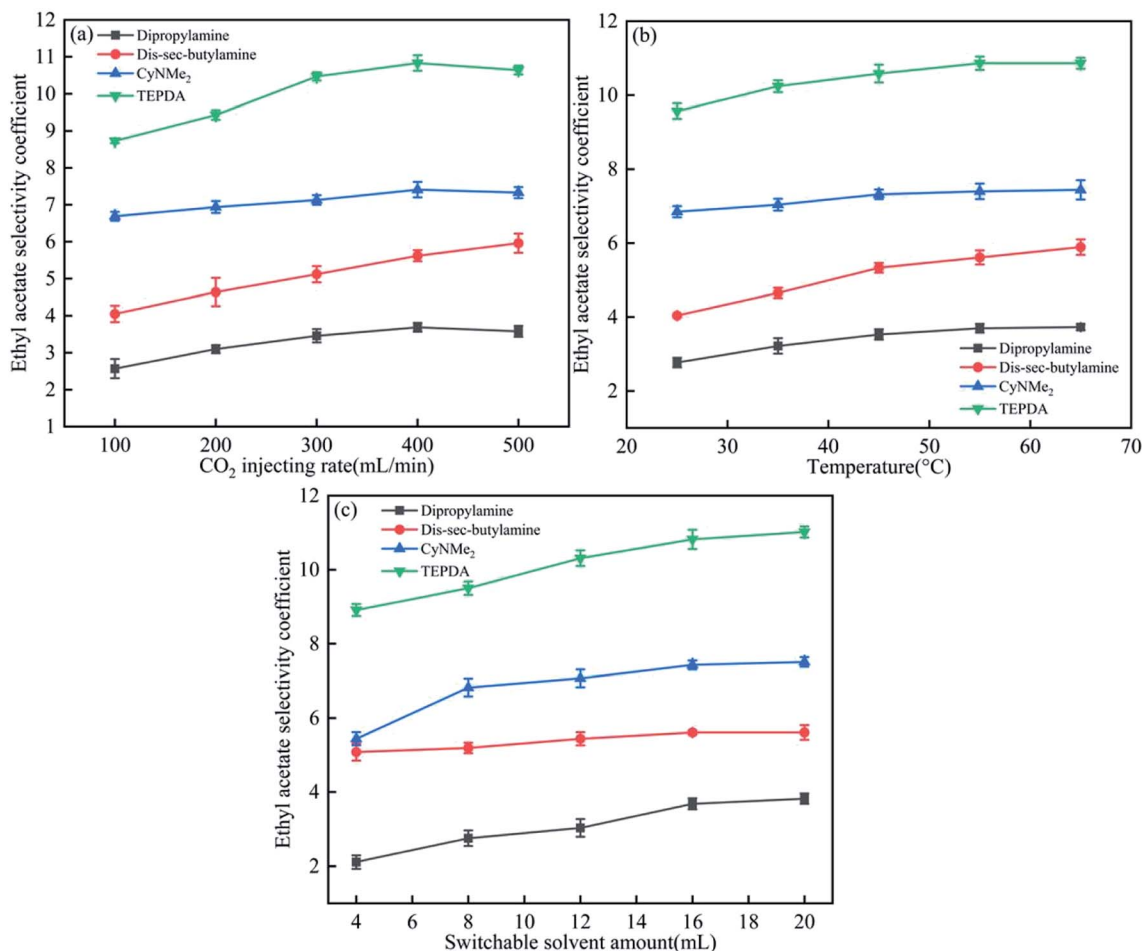 (a)
Dipropylamine
Dis-sec-butylamine
CyNMe₂
TEPDA
Ethyl acetate selectivity coefficient
12
11
10
9
8
7
6
5
4
3
2
1
100 200 300 400 500
CO₂ injecting rate(mL/min)
(b)
Ethyl acetate selectivity coefficient
12
10
8
6
4
2
Dipropylamine
Dis-sec-butylamine
CyNMe₂
TEPDA
20 30 40 50 60 70
Temperature(°C)
(c)
Dipropylamine
Dis-sec-butylamine
CyNMe₂
TEPDA
Ethyl acetate selectivity coefficient
12
10
8
6
4
2
4 6 8 10 12 14 16 18 20
Switchable solvent amount(mL)